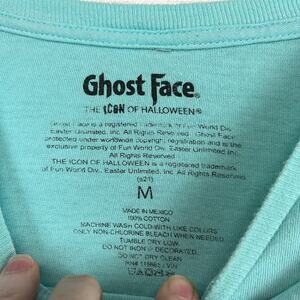 Ghost Face®
THE ICON OF HALLOWEEN®
Ghost Face is a registered trademark of Fun World Div.
Easter Unlimited, Inc. All Rights Reserved. Ghost Face
protected under worldwide copyright registration and is the
exclusive property of Fun World Div., Easter Unlimited, Inc.
All Rights Reserved.
THE ICON OF HALLOWEEN is a registered trademark
of Fun World Div., Easter Unlimited, Inc. All Rights Reserved.
(s21)
M
MADE IN MEXICO
100% COTTON
MACHINE WASH COLD WITH LIKE COLORS
ONLY NON-CHLORINE BLEACH WHEN NEEDED
TUMBLE DRY LOW
DO NOT IRON DECORATION
DO NOT DRY CLEAN